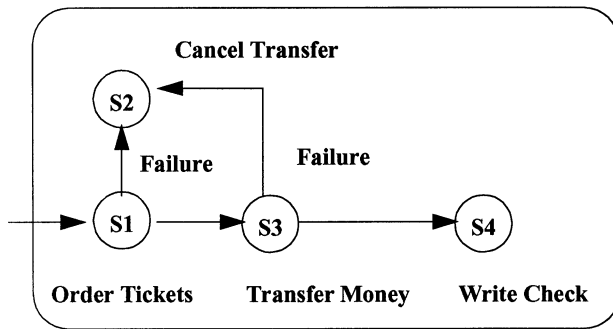 Cancel Transfer
S2
Failure
Failure
S1
S3
S4
Order Tickets
Transfer Money
Write Check